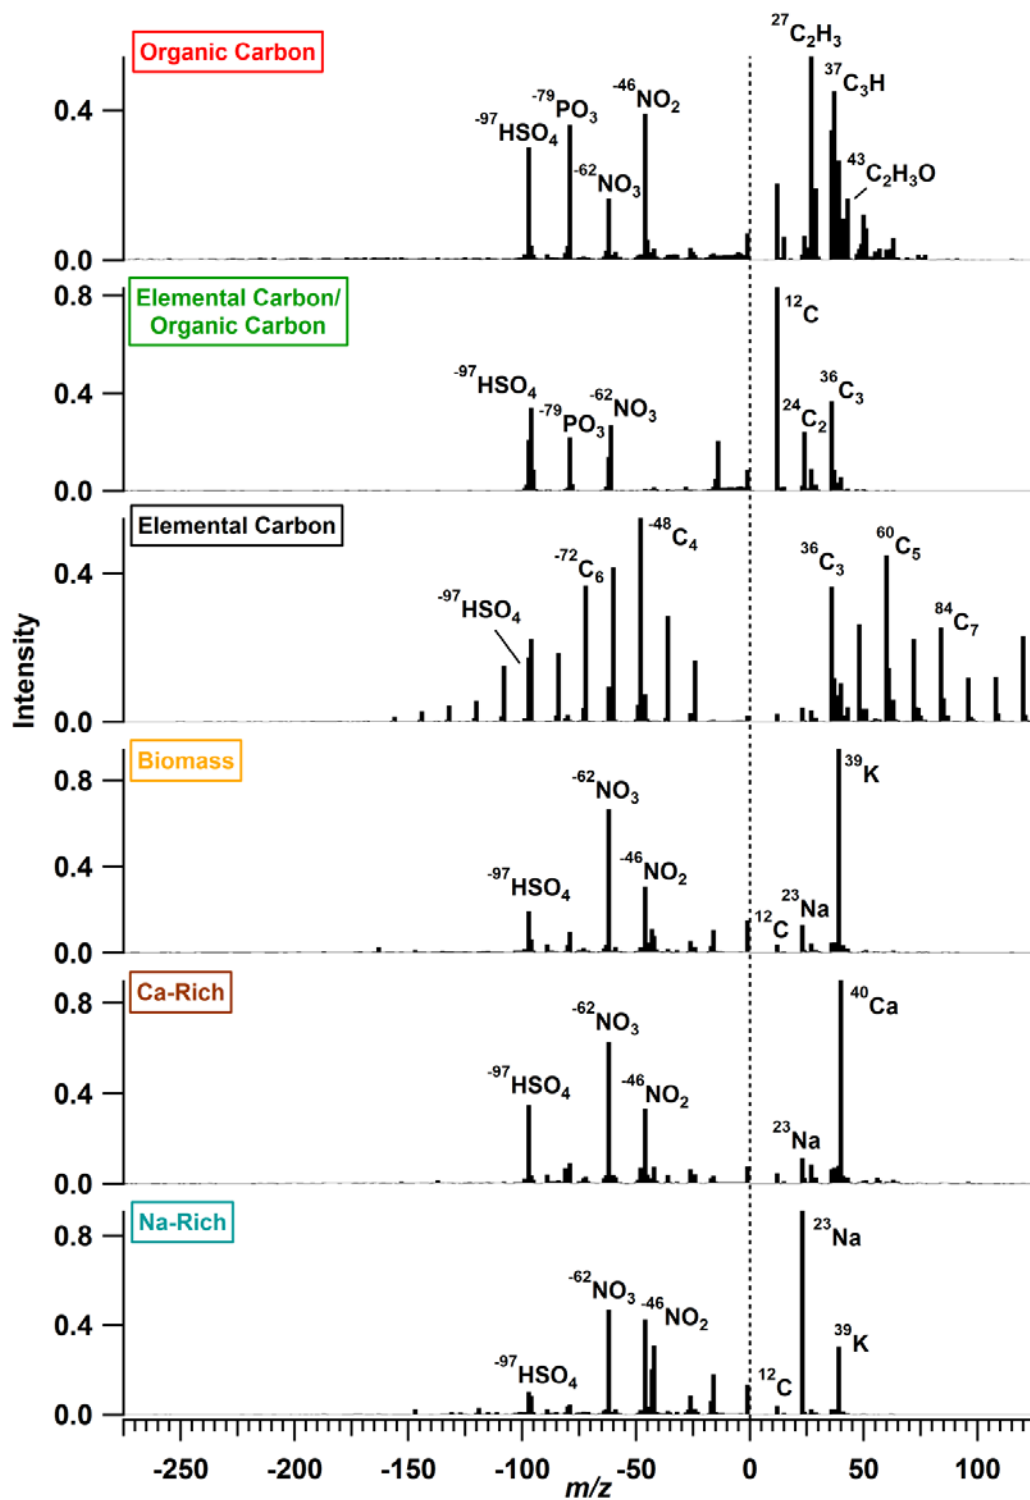 Organic Carbon
-97HSO4
-79PO3
-62NO3
-46NO2
27C2H3
37C3H
43C2H3O
0.4
0.0
Elemental Carbon/
Organic Carbon
-97HSO4
-79PO3
-62NO3
12C
24C2
36C3
0.8
0.4
0.0
Elemental Carbon
-97HSO4
-72C6
-48C4
36C3
60C5
84C7
0.4
0.0
Intensity
Biomass
-97HSO4
-62NO3
-46NO2
12C
23Na
39K
0.8
0.4
0.0
Ca-Rich
-97HSO4
-62NO3
-46NO2
23Na
40Ca
0.8
0.4
0.0
Na-Rich
-97HSO4
-62NO3
-46NO2
12C
23Na
39K
0.8
0.4
0.0
-250 -200 -150 -100 -50 0 50 100
m/z